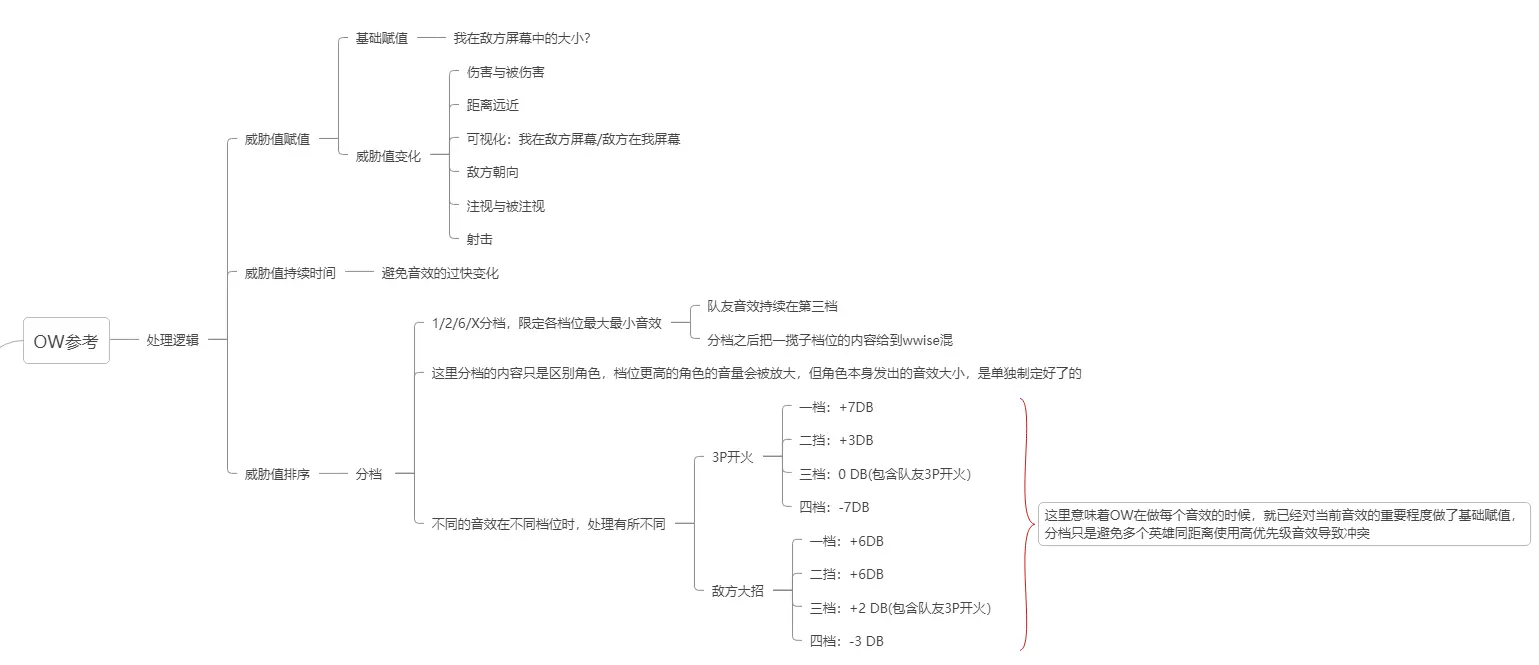 OW参考
处理逻辑
威胁值赋值
基础赋值
我在敌方屏幕中的大小?
威胁值变化
伤害与被伤害
距离远近
可视化：我在敌方屏幕/敌方在我屏幕
敌方朝向
注视与被注视
射击
威胁值持续时间
避免音效的过快变化
威胁值排序
分档
1/2/6/X分档，限定各档位最大最小音效
队友音效持续在第三档
分档之后把一揽子档位的内容给到wwise混
这里分档的内容只是区别角色，档位更高的角色的音量会被放大，但角色本身发出的音效大小，是单独制定好了的
不同的音效在不同档位时，处理有所不同
3P开火
一档：+7DB
二挡：+3DB
三档：0 DB(包含队友3P开火)
四档：-7DB
敌方大招
一档：+6DB
二挡：+6DB
三档：+2 DB(包含队友3P开火)
四档：-3 DB
这里意味着OW在做每个音效的时候，就已经对当前音效的重要程度做了基础赋值，
分档只是避免多个英雄同距离使用高优先级音效导致冲突